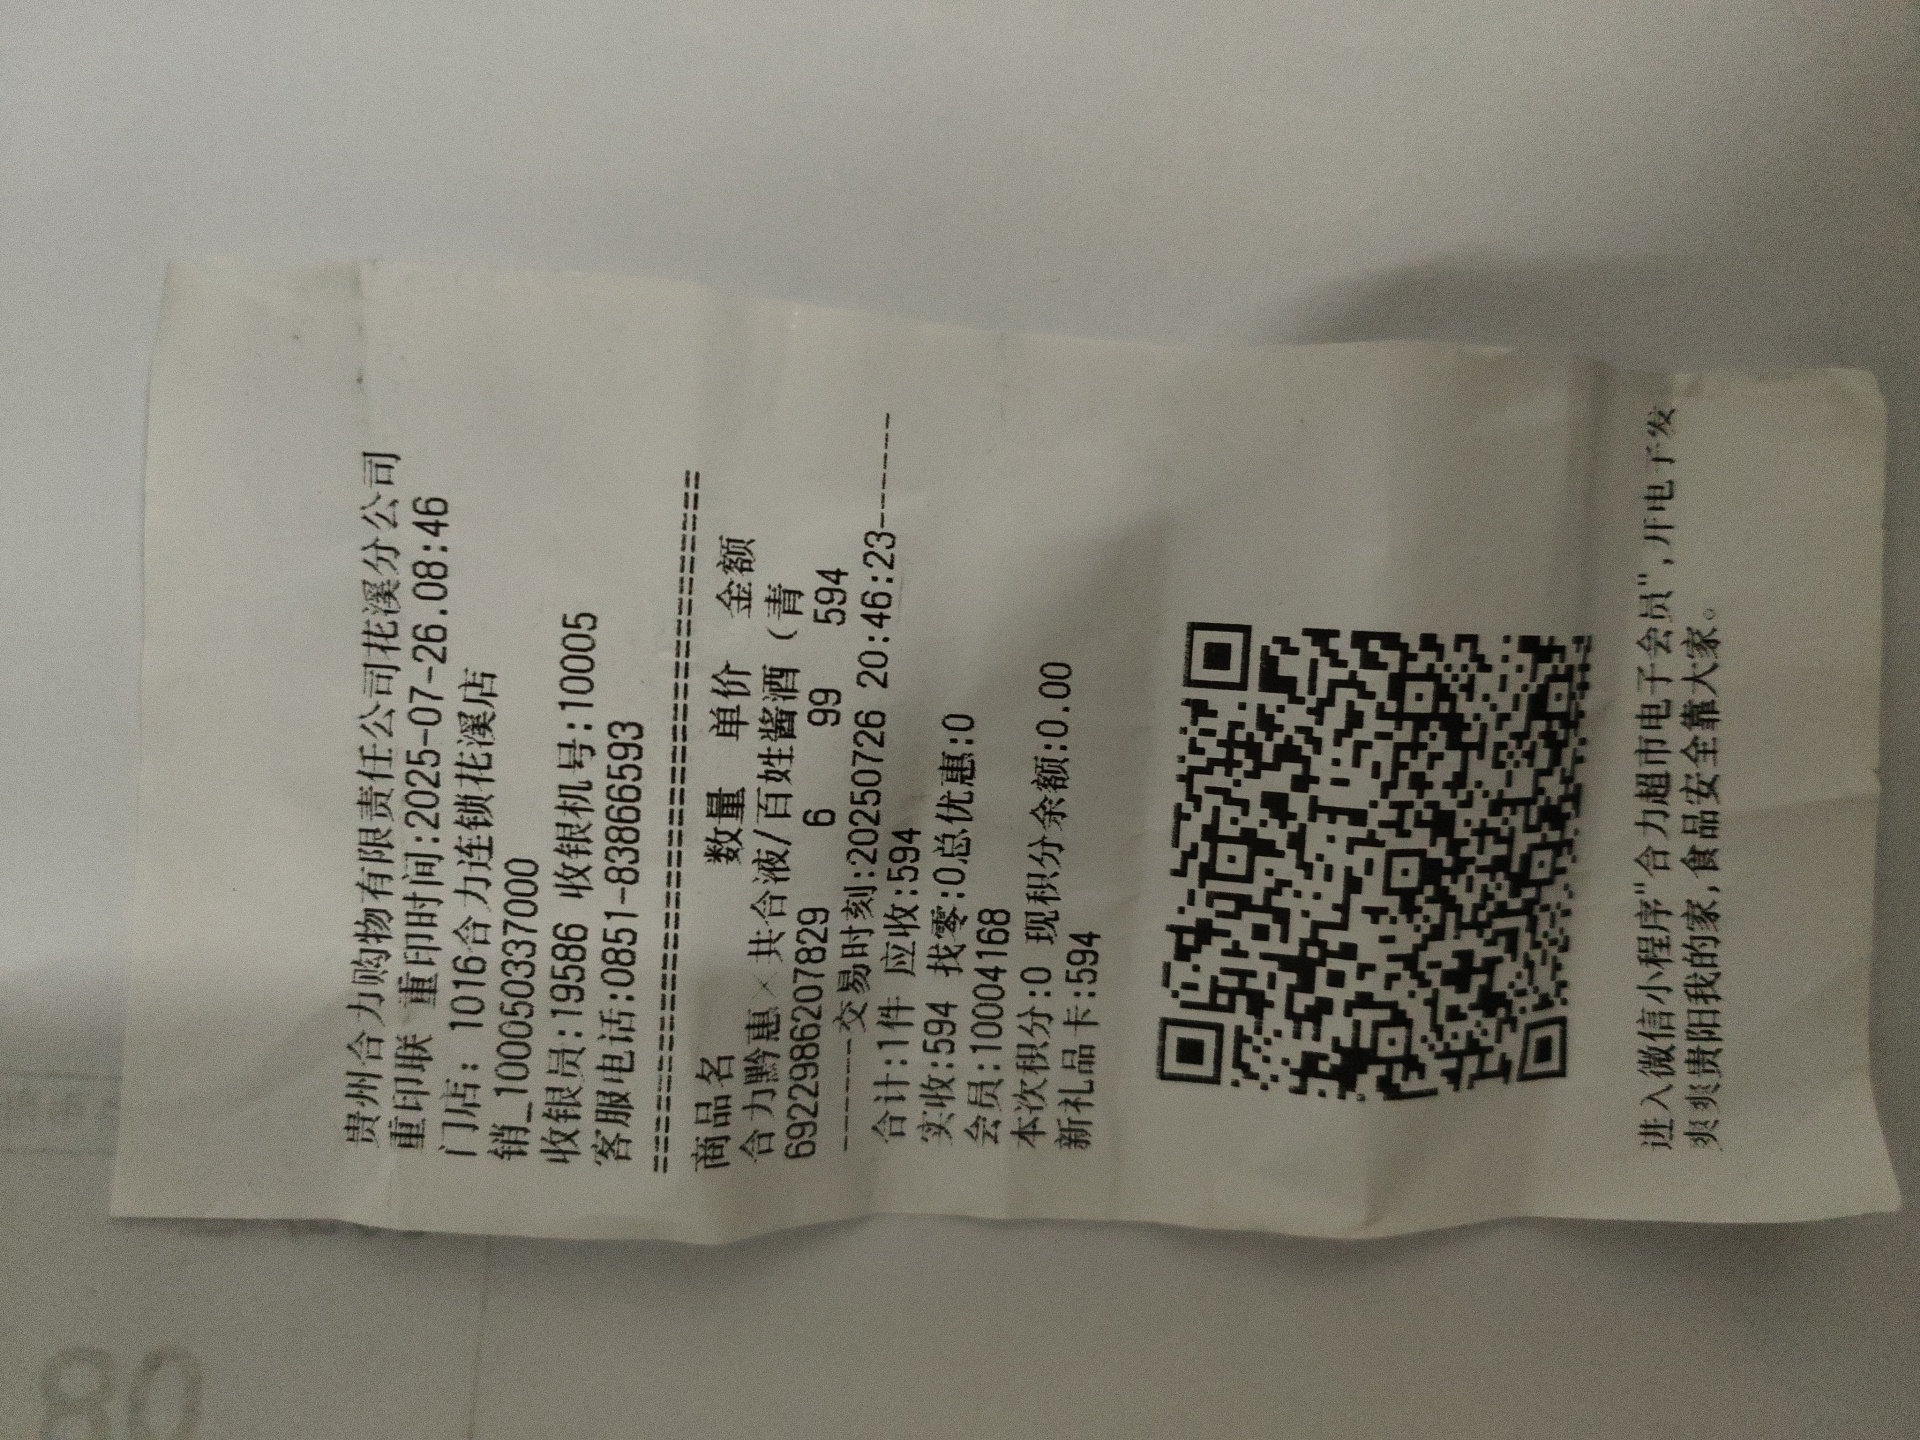 贵州合力购物有限责任公司花溪分公司
重印联 重印时间:2025-07-26.08:46
门店: 1016合力连锁花溪店
销_1000503337000
收银员:19586 收银机号:10005
客服电话:0851-83866593
商品名 数量 单价 金额
合力黔惠×共合液/百姓酱酒（青
6922986207829 6 99 594
------交易时刻:20250726 20:46:23------
合计:1件 应收:594
实收:594 找零:0总优惠:0
会员:10004168
本次积分:0 现积分余额:0.00
新礼品卡:594
进入微信小程序"合力超市电子会员",开电子发
爽爽贵阳我的家,食品安全靠大家。
80